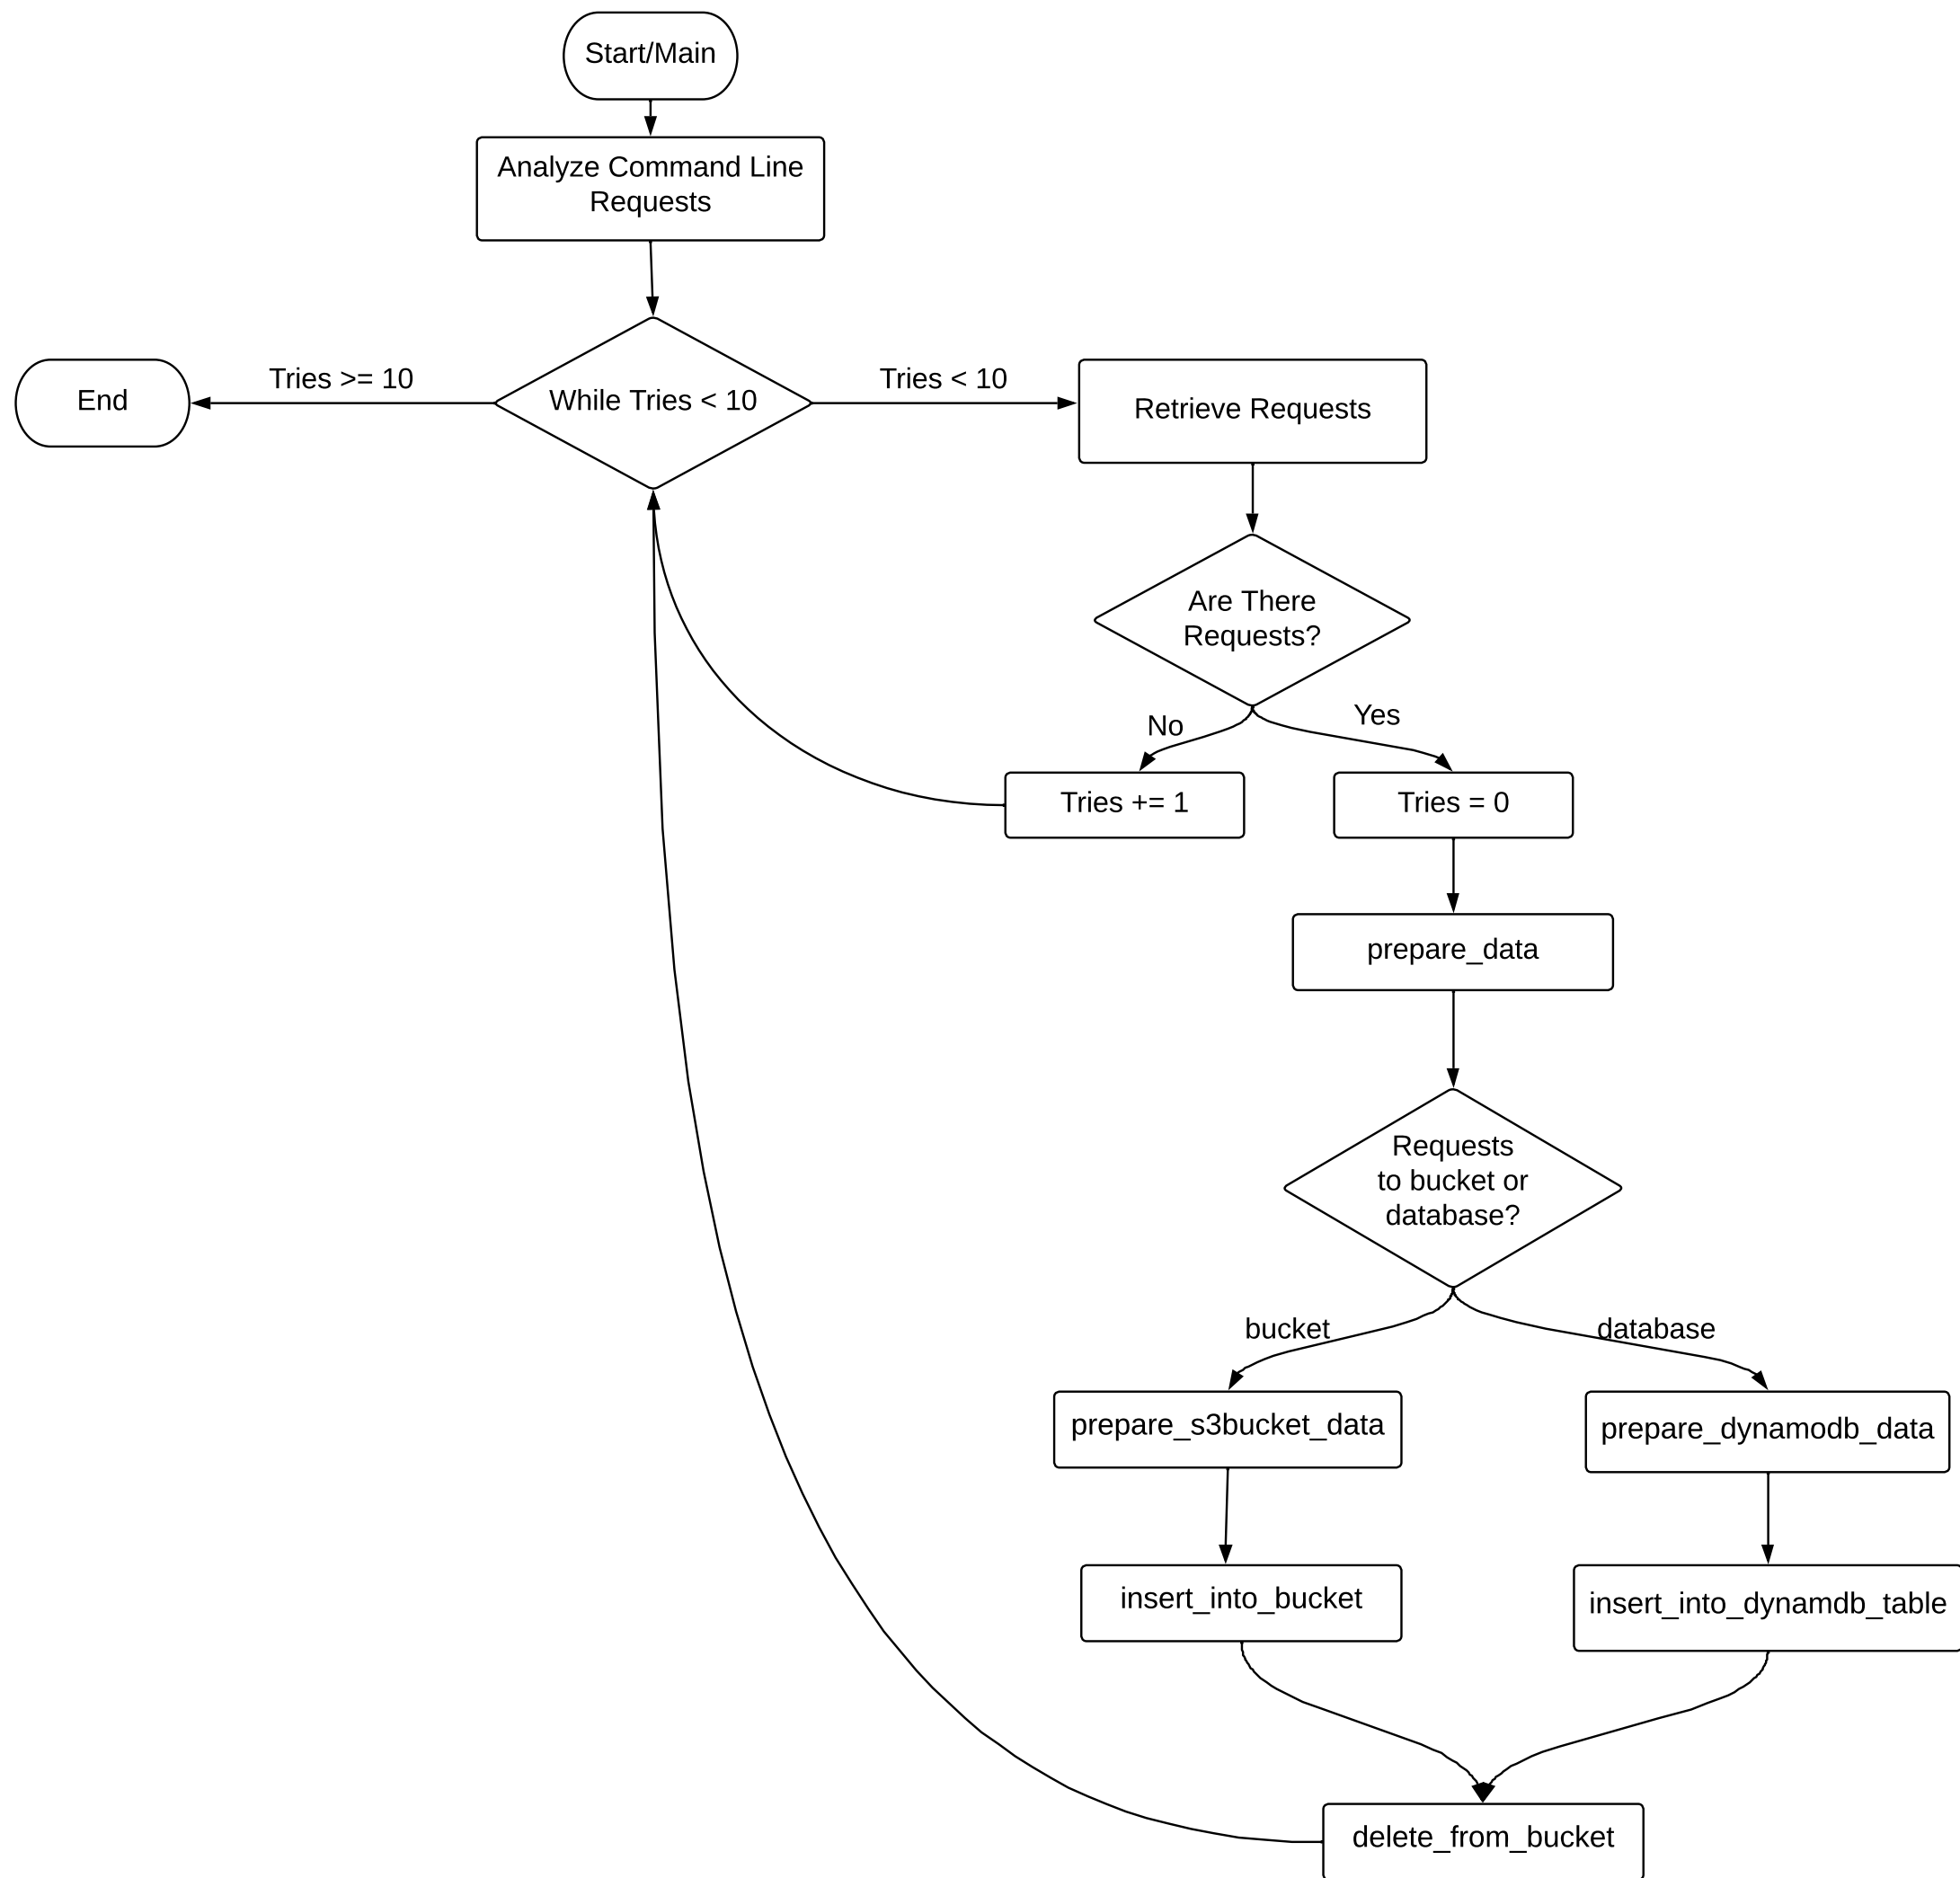 Start/Main
Analyze Command Line
Requests
End
Tries >= 10
While Tries < 10
Tries < 10
Retrieve Requests
Are There
Requests?
No
Yes
Tries += 1
Tries = 0
prepare_data
Requests
to bucket or
database?
bucket
database
prepare_s3bucket_data
prepare_dynamodb_data
insert_into_bucket
insert_into_dynamdb_table
delete_from_bucket